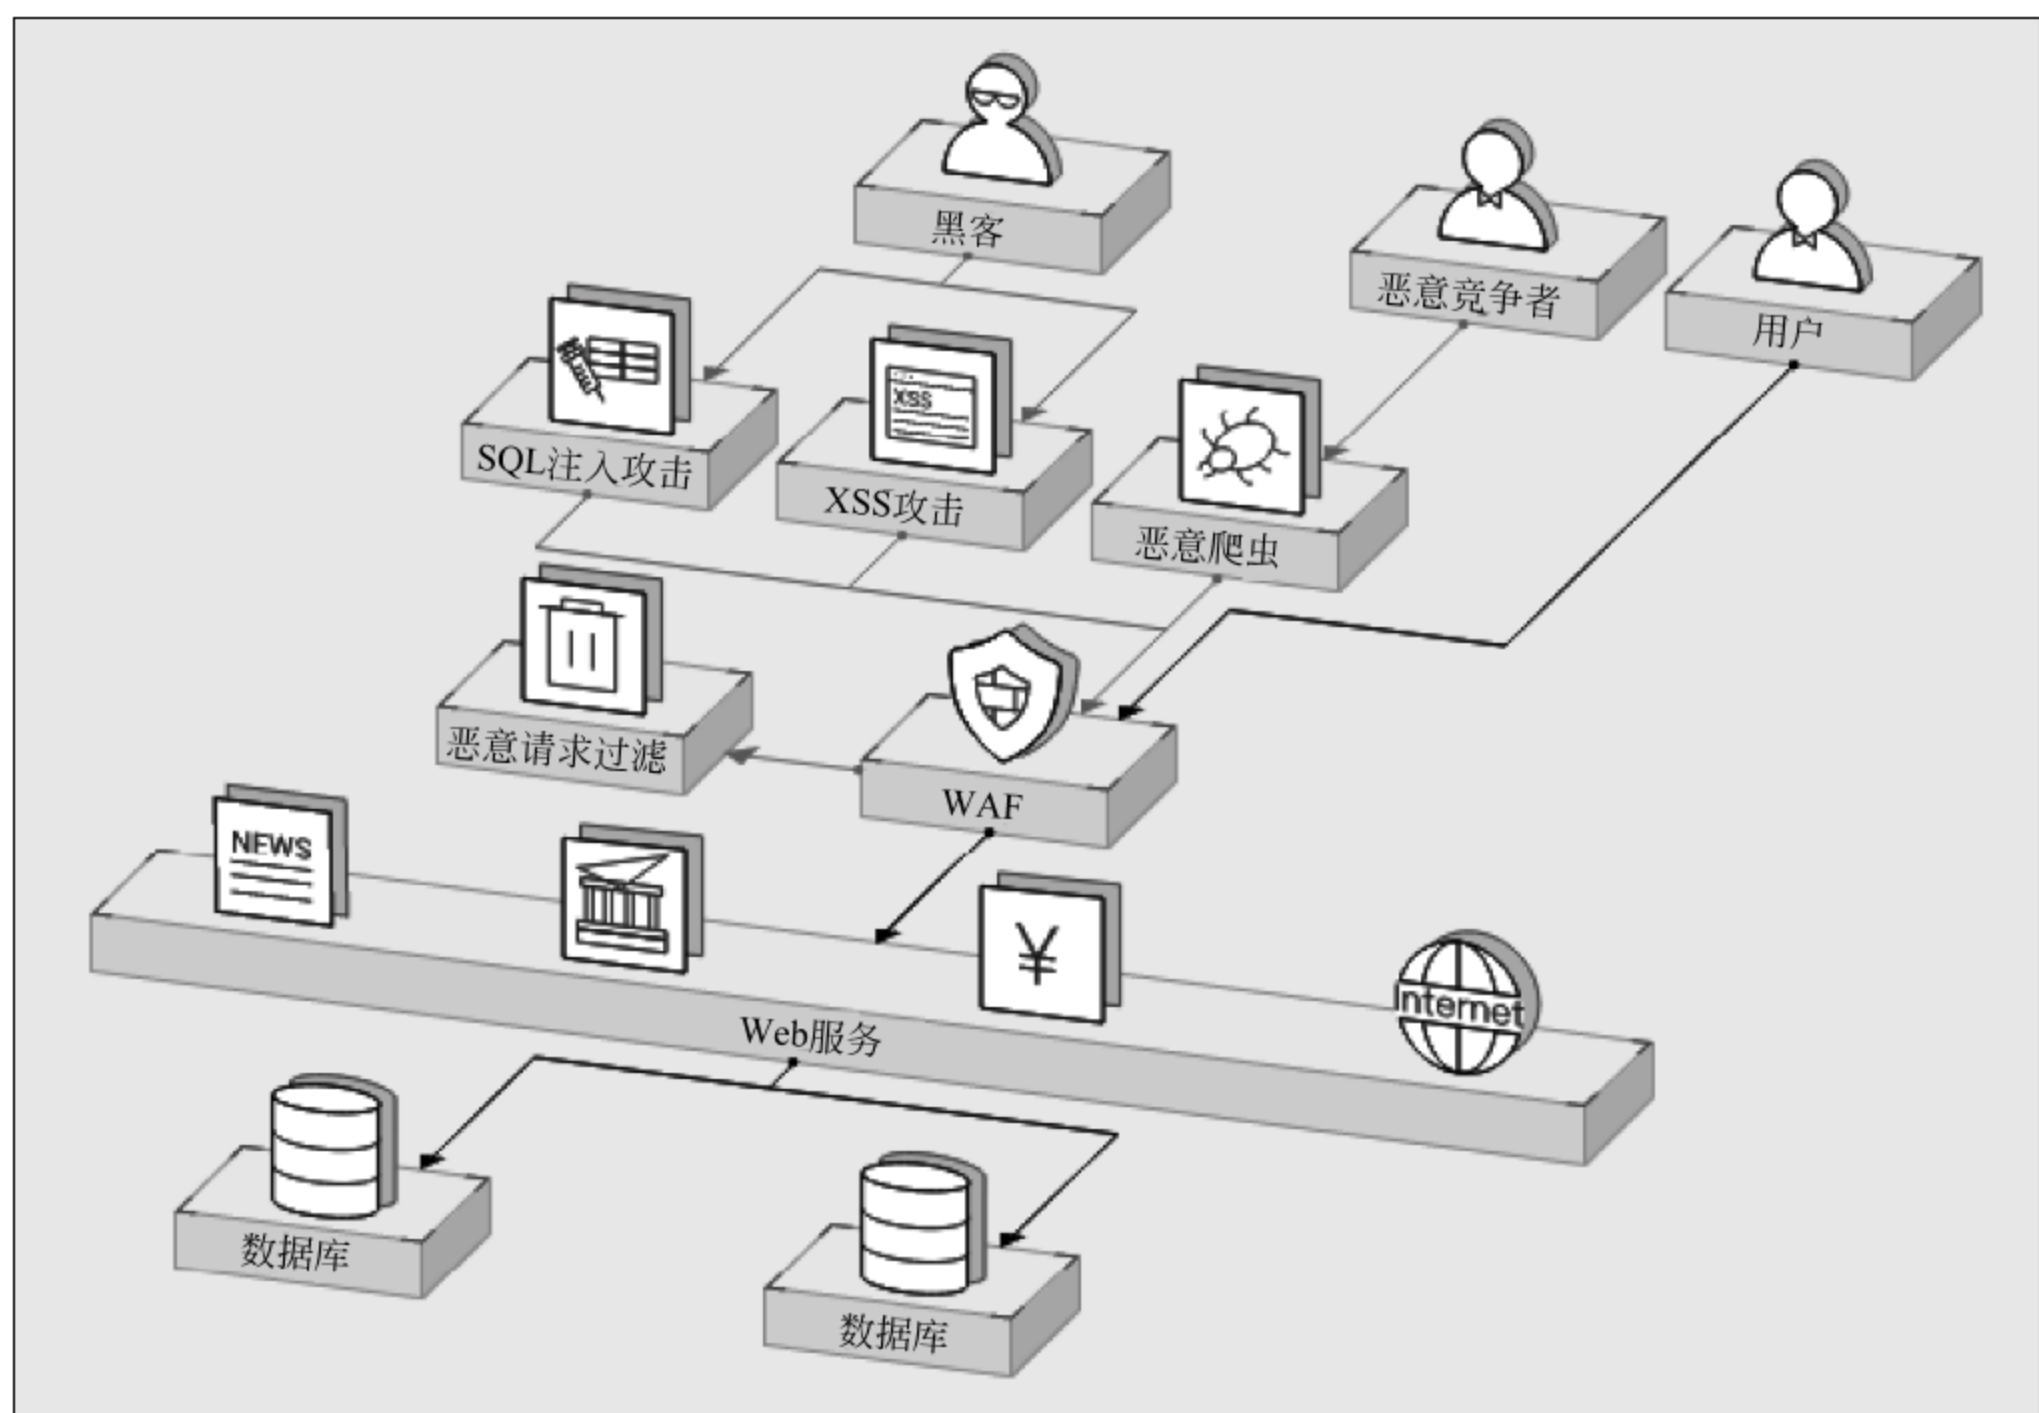 黑客
恶意竞争者
用户
XSS
SQL注入攻击
XSS攻击
恶意爬虫
恶意请求过滤
WAF
NEWS
¥
Internet
Web服务
数据库
数据库